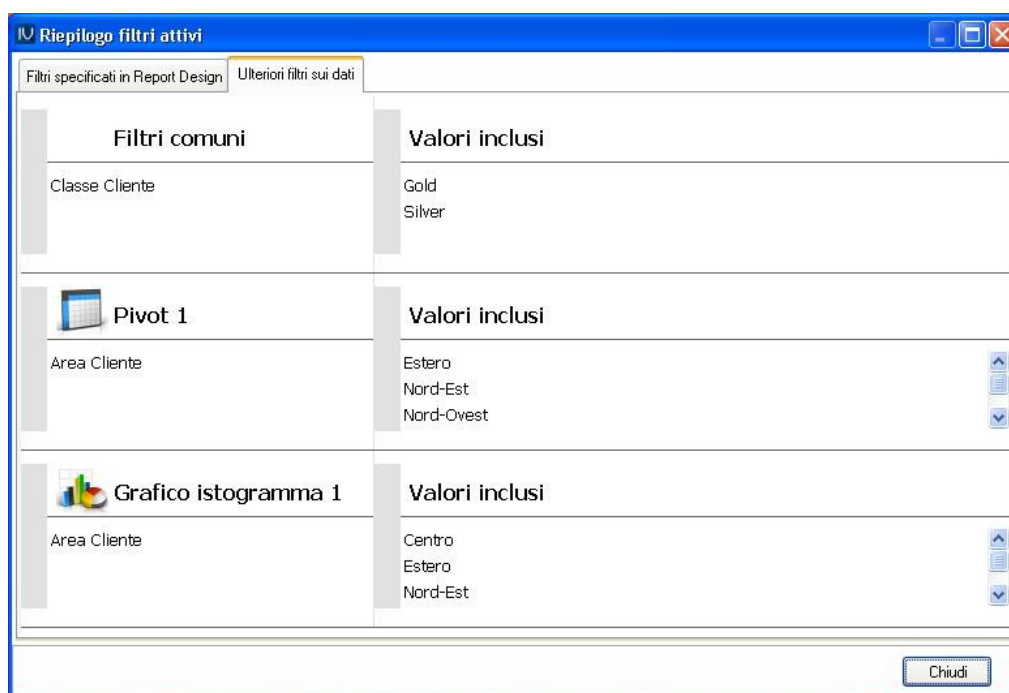 Riepilogo filtri attivi
Filtri specificati in Report Design
Ulteriori filtri sui dati
Filtri comuni
Valori inclusi
Classe Cliente
Gold
Silver
Pivot 1
Valori inclusi
Area Cliente
Estero
Nord-Est
Nord-Ovest
Grafico istogramma 1
Valori inclusi
Area Cliente
Centro
Estero
Nord-Est
Chiudi